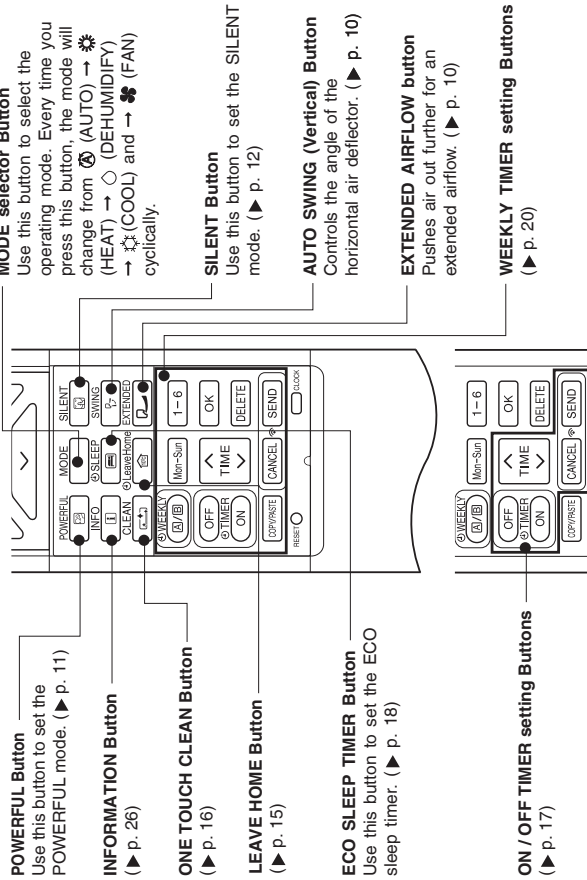 MODE selector Button
Use this button to select the
operating mode. Every time you
press this button, the mode will
change from (AUTO) →
(HEAT) → (DEHUMIDIFY)
→ (COOL) and → (FAN)
cyclically.
SILENT Button
Use this button to set the SILENT
mode. (▶ p. 12)
AUTO SWING (Vertical) Button
Controls the angle of the
horizontal air deflector. (▶ p. 10)
EXTENDED AIRFLOW button
Pushes air out further for an
extended airflow. (▶ p. 10)
WEEKLY TIMER setting Buttons
(▶ p. 20)
POWERFUL MODE SILENT
INFO SLEEP SWING
CLEAN LeaveHome EXTENDED
WEEKLY
A/B Mon-Sun 1-6
OFF
TIMER TIME OK
ON DELETE
COPY/PASTE CANCEL SEND
RESET CLOCK
WEEKLY
A/B Mon-Sun 1-6
OFF
TIMER TIME OK
ON DELETE
COPY/PASTE CANCEL SEND
POWERFUL Button
Use this button to set the
POWERFUL mode. (▶ p. 11)
INFORMATION Button
(▶ p. 26)
ONE TOUCH CLEAN Button
(▶ p. 16)
LEAVE HOME Button
(▶ p. 15)
ECO SLEEP TIMER Button
Use this button to set the ECO
sleep timer. (▶ p. 18)
ON / OFF TIMER setting Buttons
(▶ p. 17)